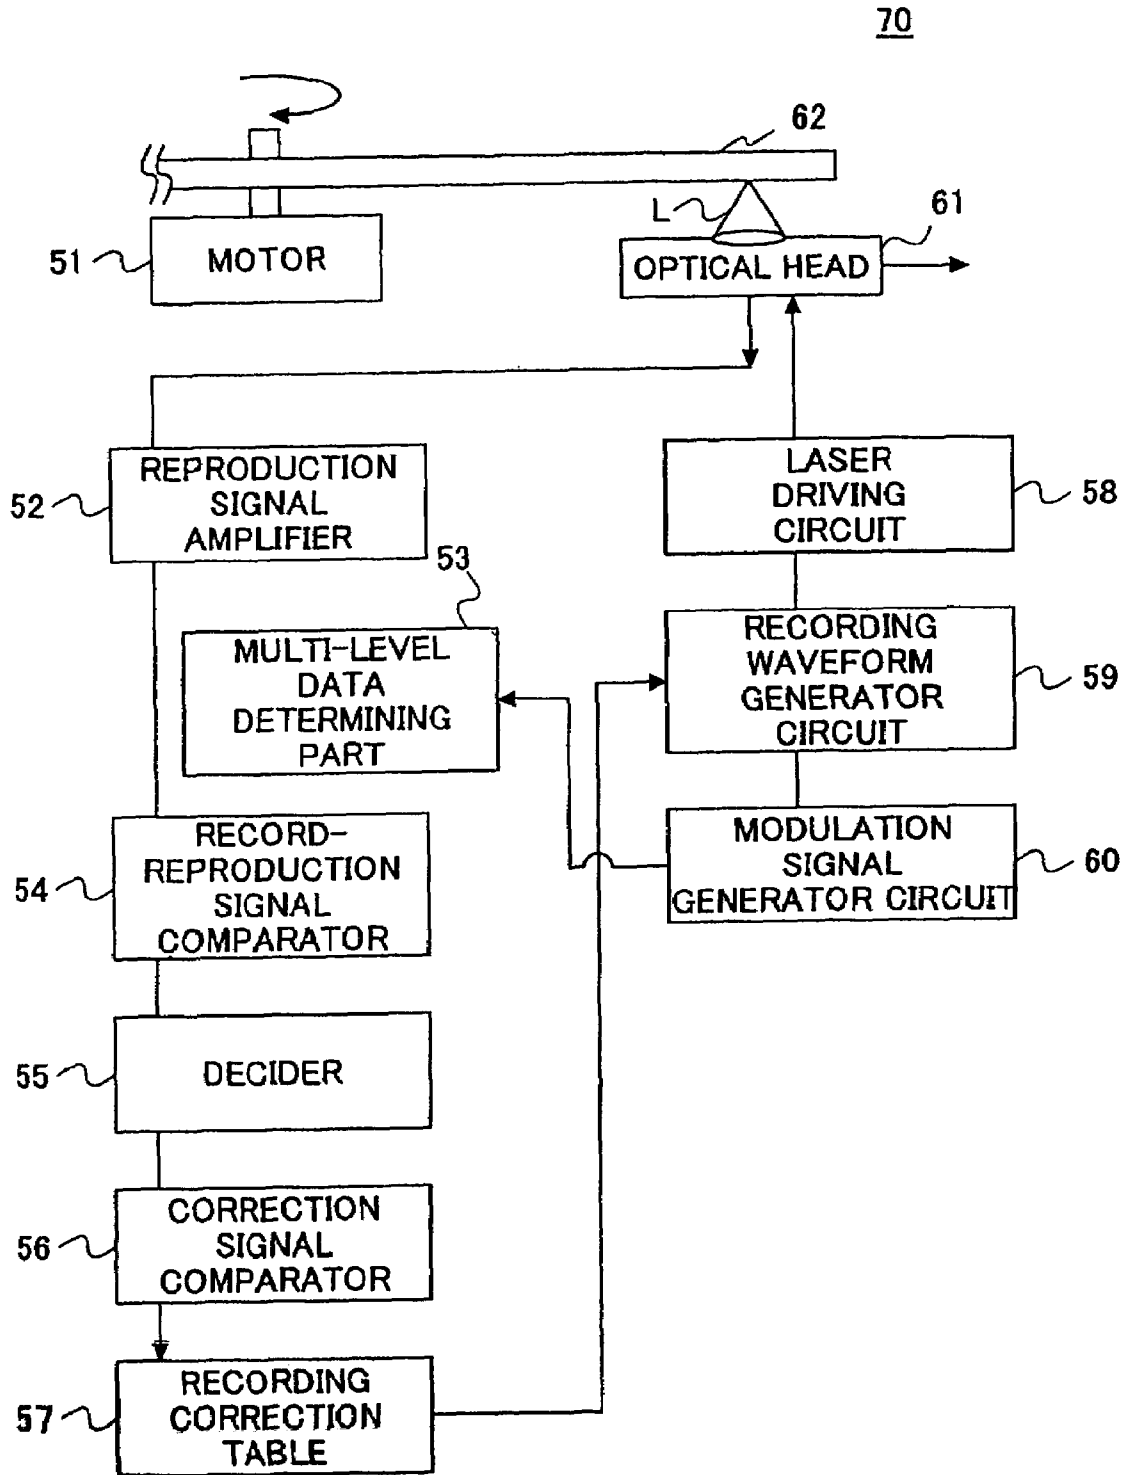 70
62
L
61
51
MOTOR
OPTICAL HEAD
REPRODUCTION
SIGNAL
AMPLIFIER
52
LASER
DRIVING
CIRCUIT
58
53
MULTI-LEVEL
DATA
DETERMINING
PART
RECORDING
WAVEFORM
GENERATOR
CIRCUIT
59
RECORD-
REPRODUCTION
SIGNAL
COMPARATOR
54
MODULATION
SIGNAL
GENERATOR CIRCUIT
60
55
DECIDER
56
CORRECTION
SIGNAL
COMPARATOR
57
RECORDING
CORRECTION
TABLE